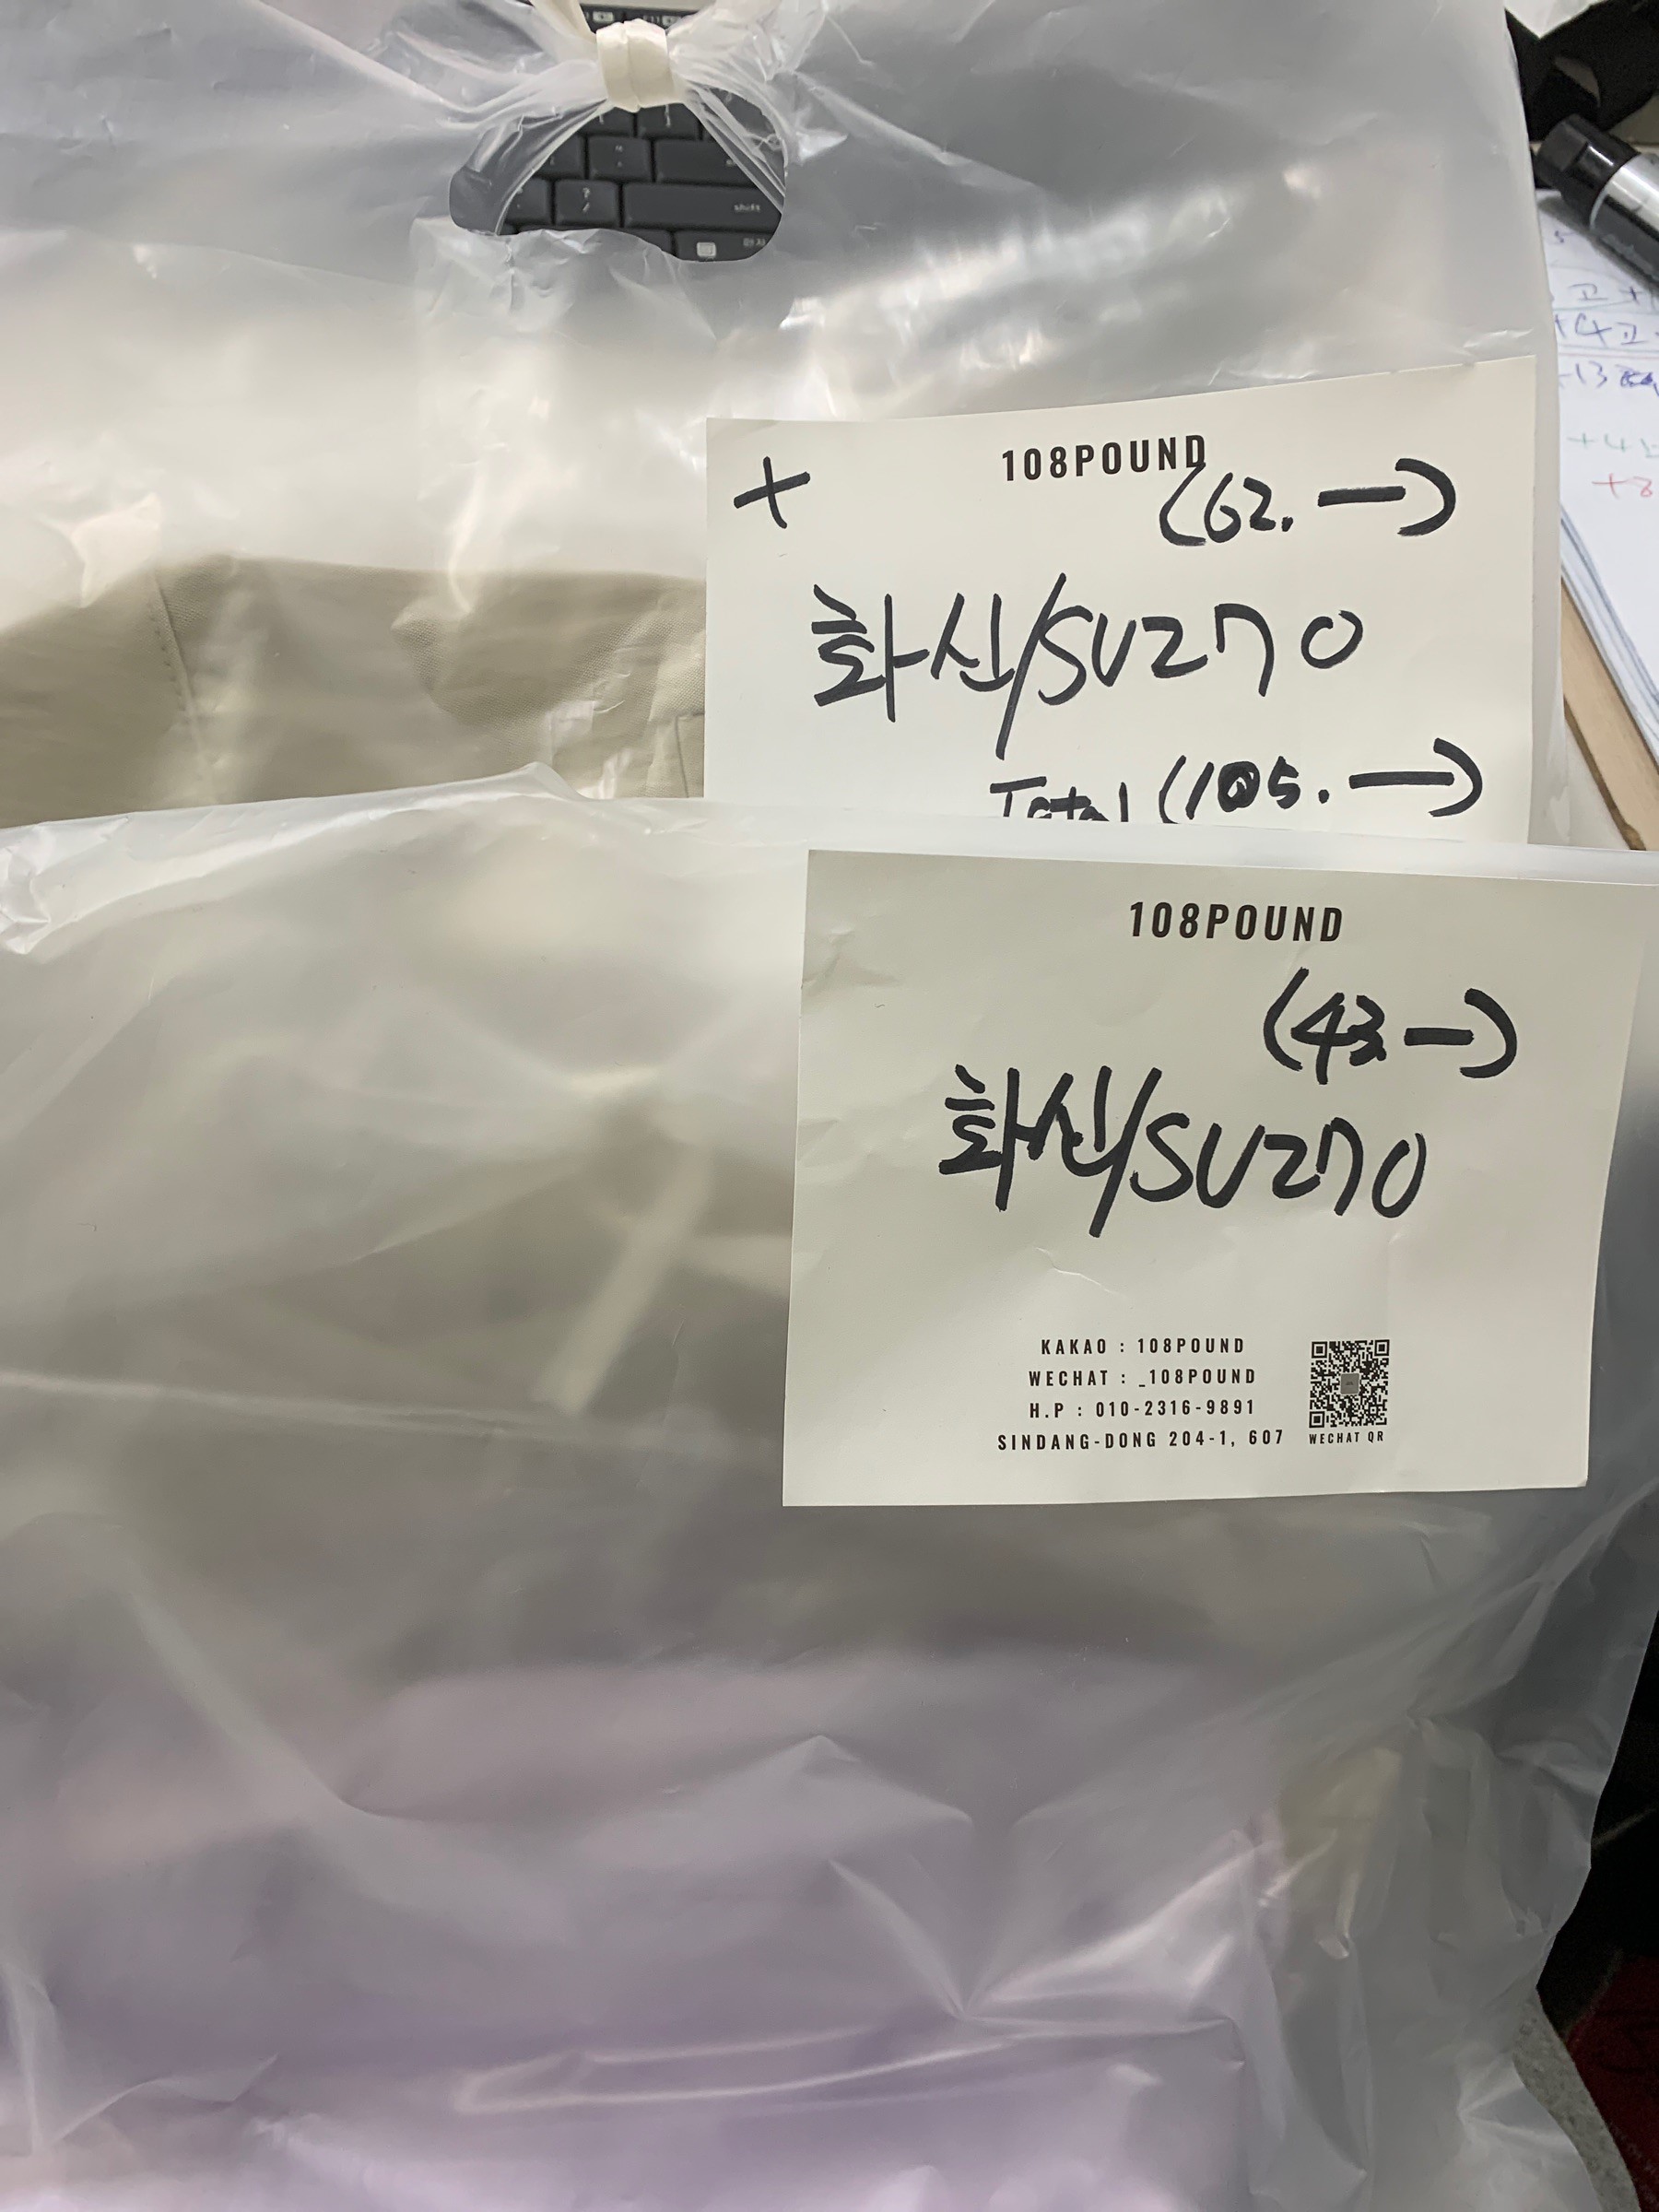 shift
108POUND
+ (62. —)
화신/SU270
Total (105. —)
108POUND
(43. —)
화신/SU270
KAKAO : 108POUND
WECHAT : _108POUND
H.P : 010-2316-9891
SINDANG-DONG 204-1, 607
WECHAT QR